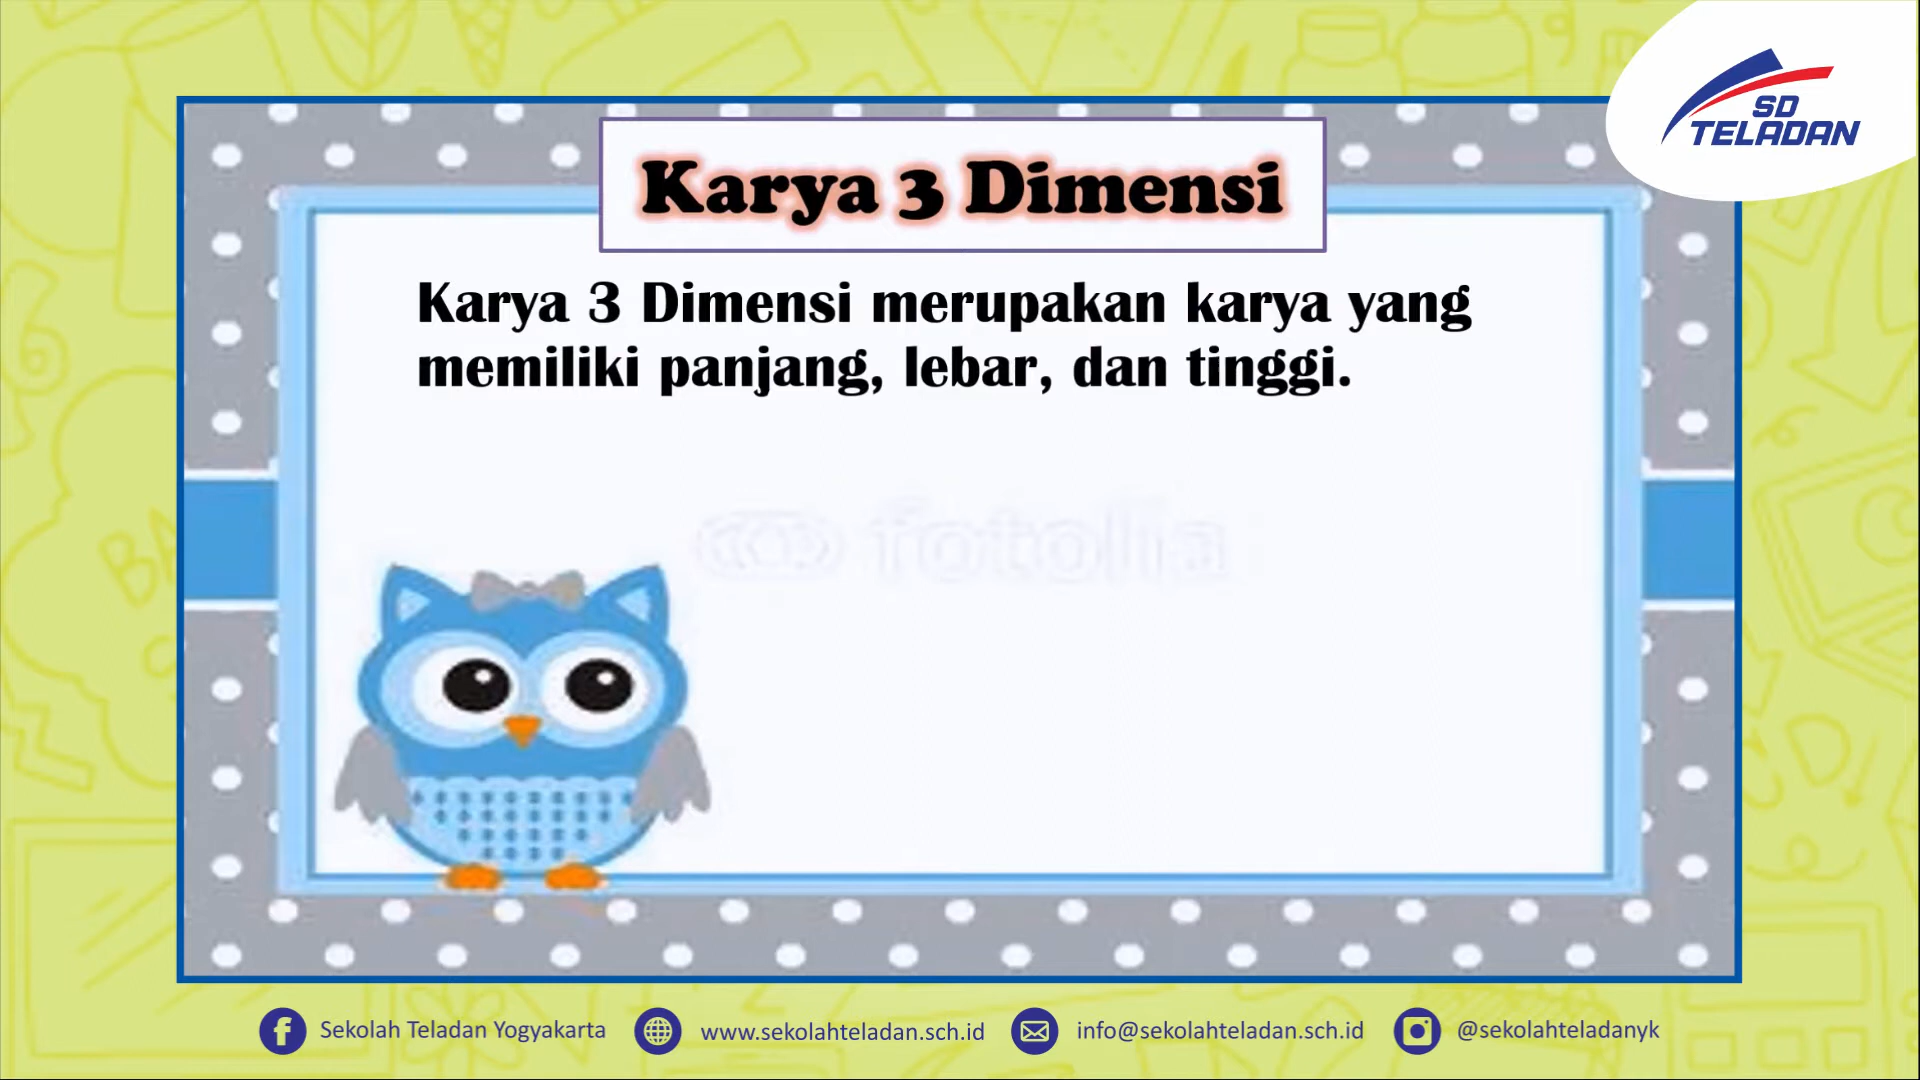 SD
TELADAN
Karya 3 Dimensi
Karya 3 Dimensi merupakan karya yang
memiliki panjang, lebar, dan tinggi.
fotolia
Sekolah Teladan Yogyakarta
www.sekolahteladan.sch.id
info@sekolahteladan.sch.id
@sekolahteladanyk